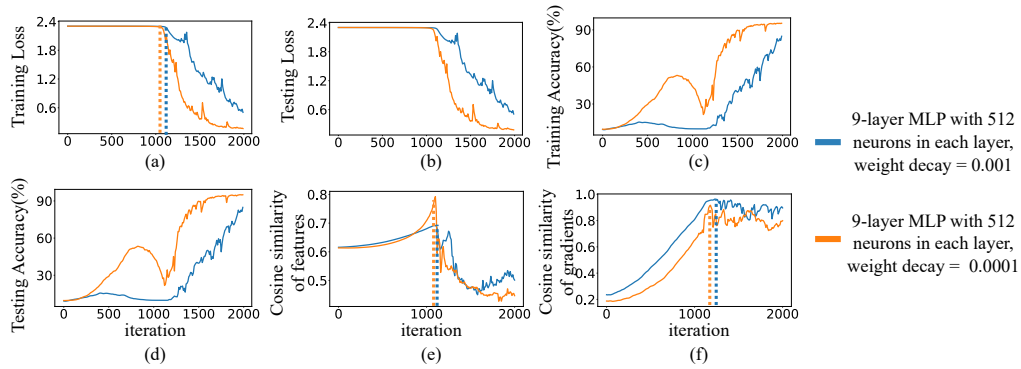 Training Loss
2.4
1.8
1.2
0.6
0 500 1000 1500 2000
(a)
Testing Loss
2.4
1.8
1.2
0.6
0 500 1000 1500 2000
(b)
Training Accuracy(%)
90
60
30
0 500 1000 1500 2000
(c)
9-layer MLP with 512
neurons in each layer,
weight decay = 0.001
9-layer MLP with 512
neurons in each layer,
weight decay = 0.0001
Testing Accuracy(%)
90
60
30
0 500 1000 1500 2000
iteration
(d)
Cosine similarity
of features
0.8
0.7
0.6
0.5
0 1000 2000
iteration
(e)
Cosine similarity
of gradients
1.0
0.8
0.6
0.4
0.2
0 1000 2000
iteration
(f)